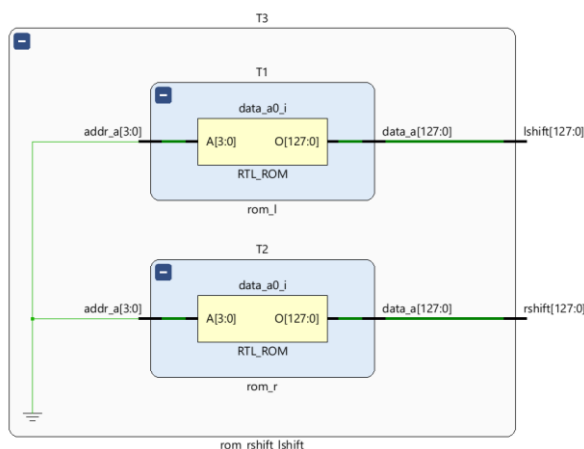 T3
T1
data_a0_i
addr_a[3:0]
A[3:0]
O[127:0]
data_a[127:0]
lshift[127:0]
RTL_ROM
rom_l
T2
data_a0_i
addr_a[3:0]
A[3:0]
O[127:0]
data_a[127:0]
rshift[127:0]
RTL_ROM
rom_r
rom_rshift_lshift